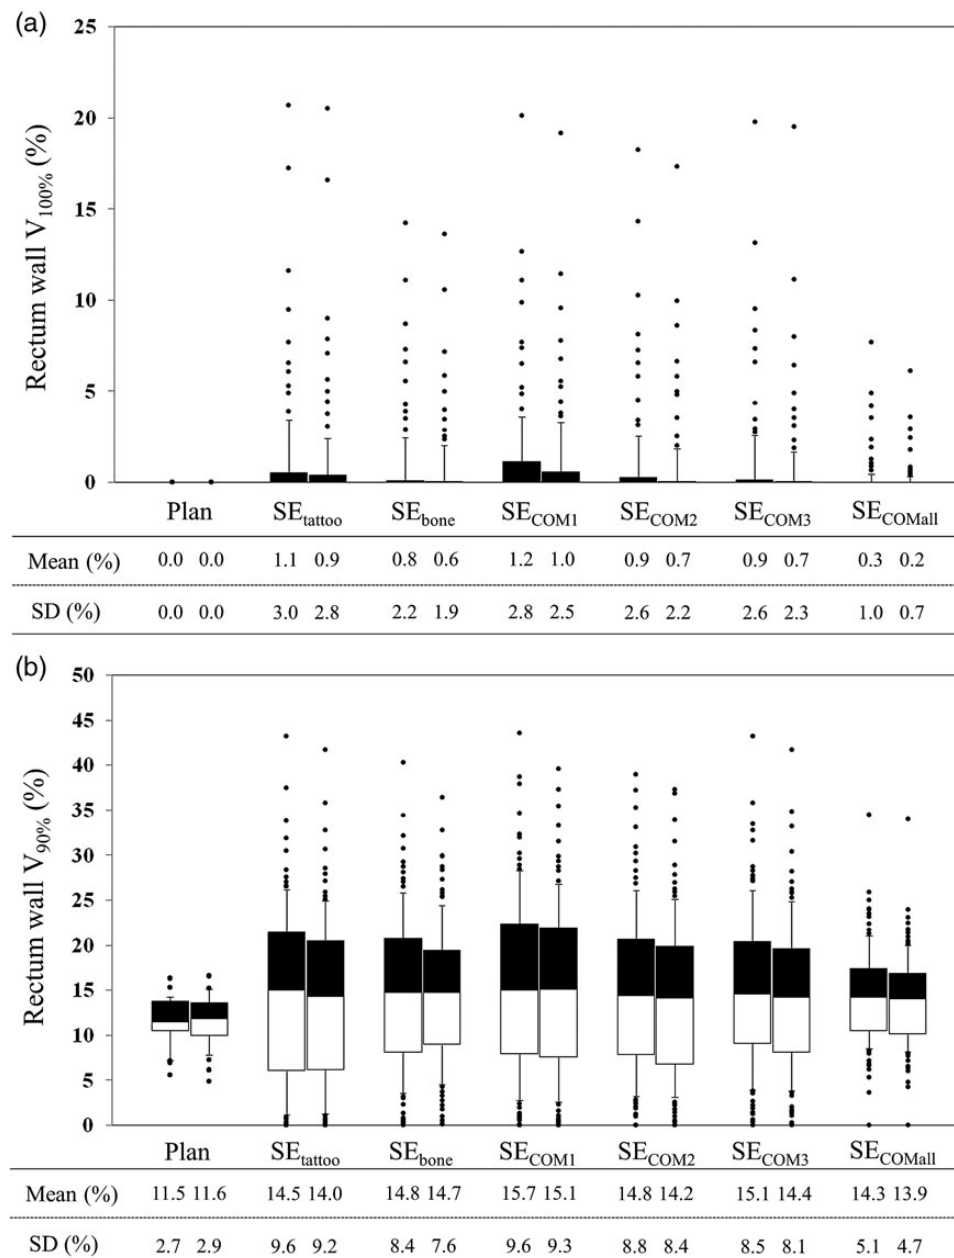 (a)
25
20
15
10
5
0
Rectum wall V100% (%)
Plan SEtattoo SEbone SECOM1 SECOM2 SECOM3 SECOMall
Mean (%) 0.0 0.0 1.1 0.9 0.8 0.6 1.2 1.0 0.9 0.7 0.9 0.7 0.3 0.2
SD (%) 0.0 0.0 3.0 2.8 2.2 1.9 2.8 2.5 2.6 2.2 2.6 2.3 1.0 0.7
(b)
50
45
40
35
30
25
20
15
10
5
0
Rectum wall V90% (%)
Plan SEtattoo SEbone SECOM1 SECOM2 SECOM3 SECOMall
Mean (%) 11.5 11.6 14.5 14.0 14.8 14.7 15.7 15.1 14.8 14.2 15.1 14.4 14.3 13.9
SD (%) 2.7 2.9 9.6 9.2 8.4 7.6 9.6 9.3 8.8 8.4 8.5 8.1 5.1 4.7